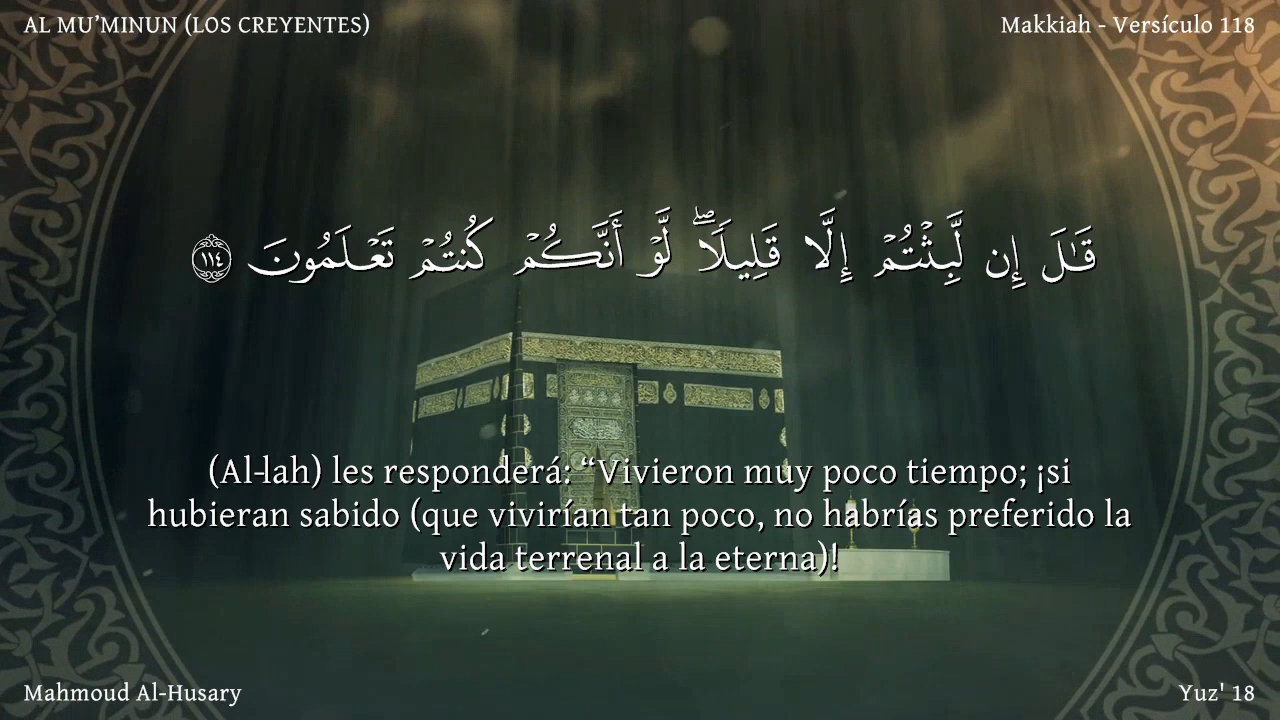 AL MU’MINUN (LOS CREYENTES)
Makkiah - Versículo 118
قَالَ إِن لَّبِثْتُمْ إِلَّا قَلِيلًا ۖ لَّوْ أَنَّكُمْ كُنتُمْ تَعْلَمُونَ ١١٤
(Al-lah) les responderá: “Vivieron muy poco tiempo; ¡si
hubieran sabido (que vivirían tan poco, no habrías preferido la
vida terrenal a la eterna)!
Mahmoud Al-Husary
Yuz' 18